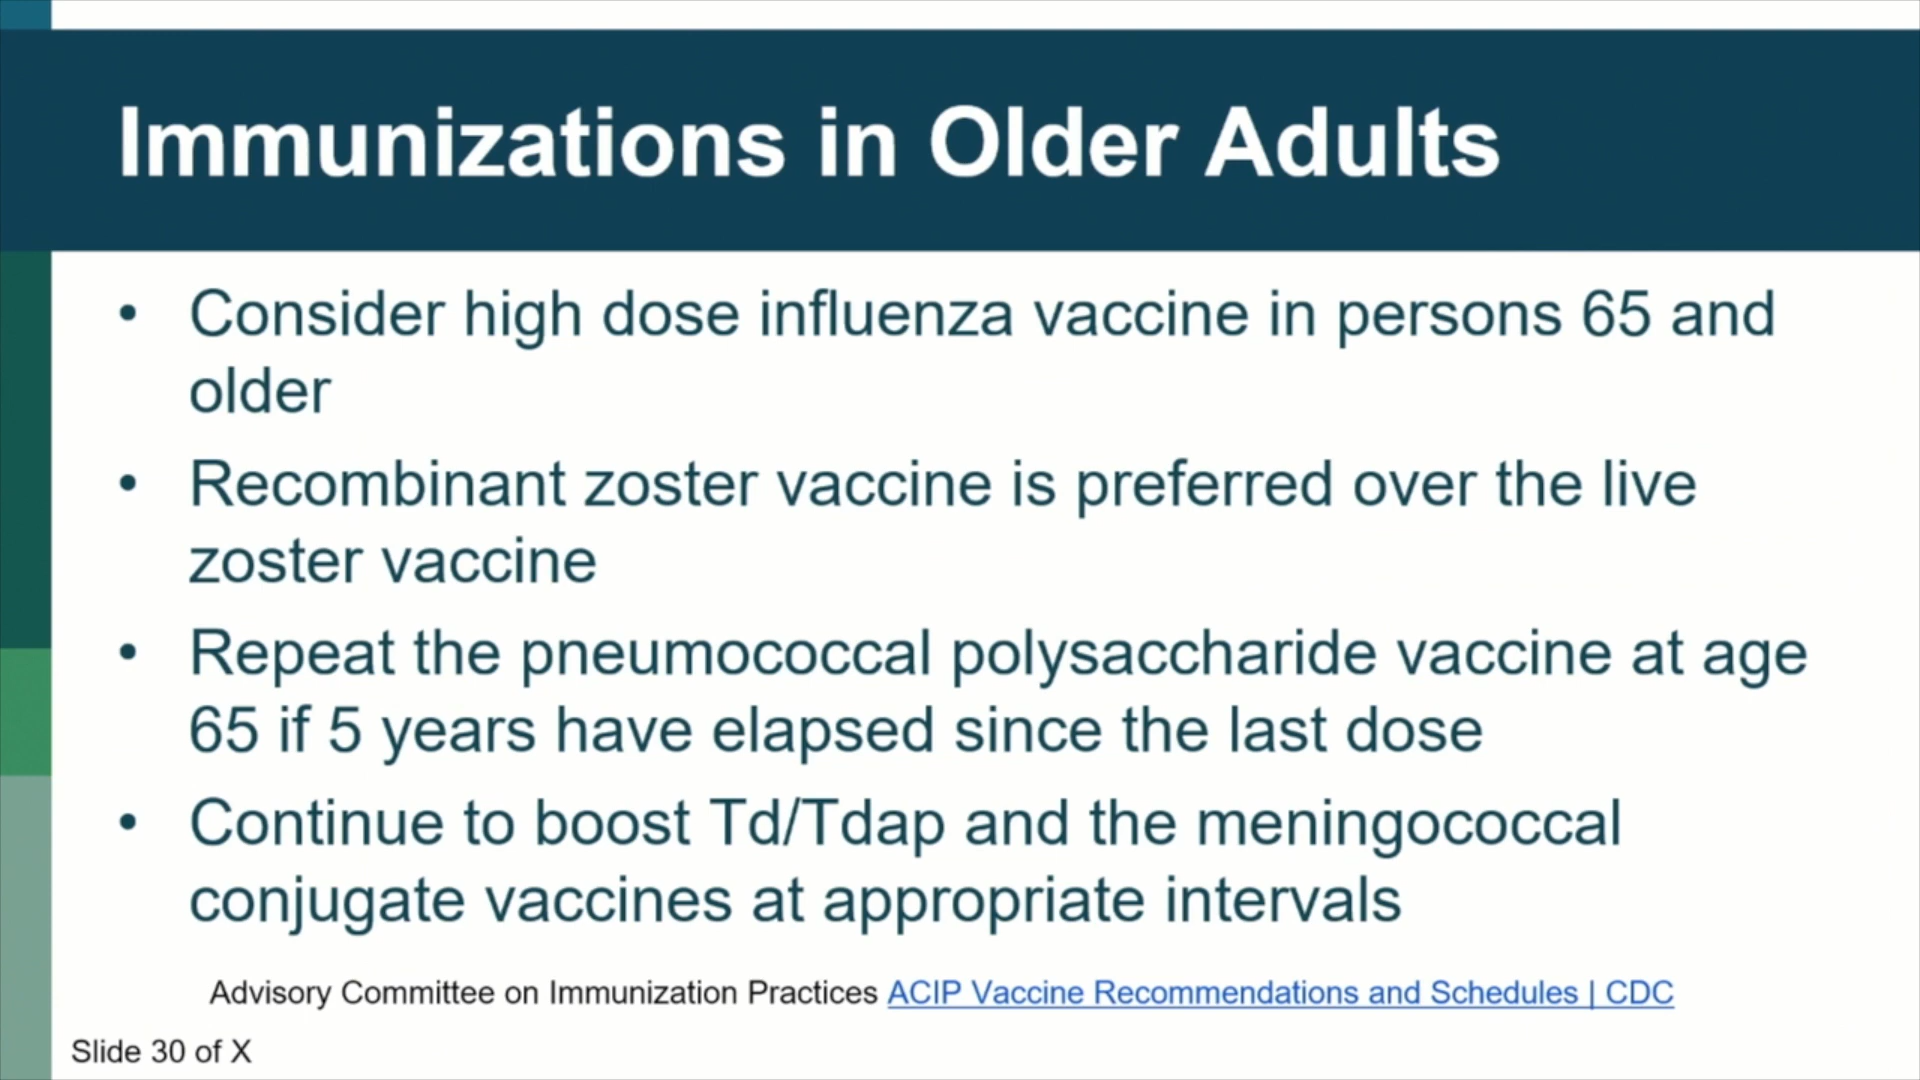 Immunizations in Older Adults
• Consider high dose influenza vaccine in persons 65 and
older
• Recombinant zoster vaccine is preferred over the live
zoster vaccine
• Repeat the pneumococcal polysaccharide vaccine at age
65 if 5 years have elapsed since the last dose
• Continue to boost Td/Tdap and the meningococcal
conjugate vaccines at appropriate intervals
Advisory Committee on Immunization Practices ACIP Vaccine Recommendations and Schedules | CDC
Slide 30 of X